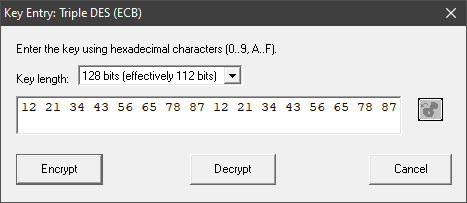 Key Entry: Triple DES (ECB)
Enter the key using hexadecimal characters (0..9, A..F).
Key length: 128 bits (effectively 112 bits)
12 21 34 43 56 65 78 87 12 21 34 43 56 65 78 87
Encrypt Decrypt Cancel